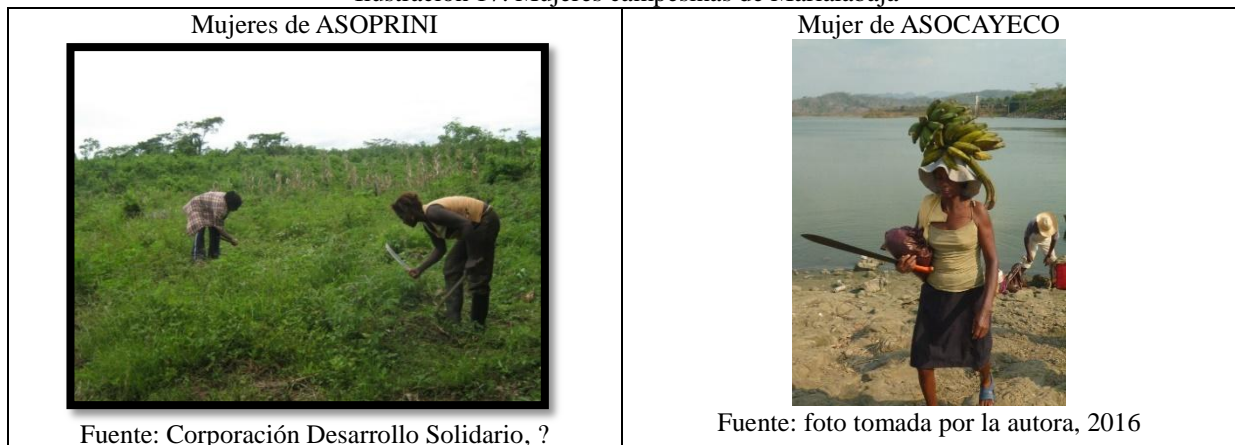 Mujeres de ASOPRINI
Mujer de ASOCAYECO
Fuente: Corporación Desarrollo Solidario, ?
Fuente: foto tomada por la autora, 2016